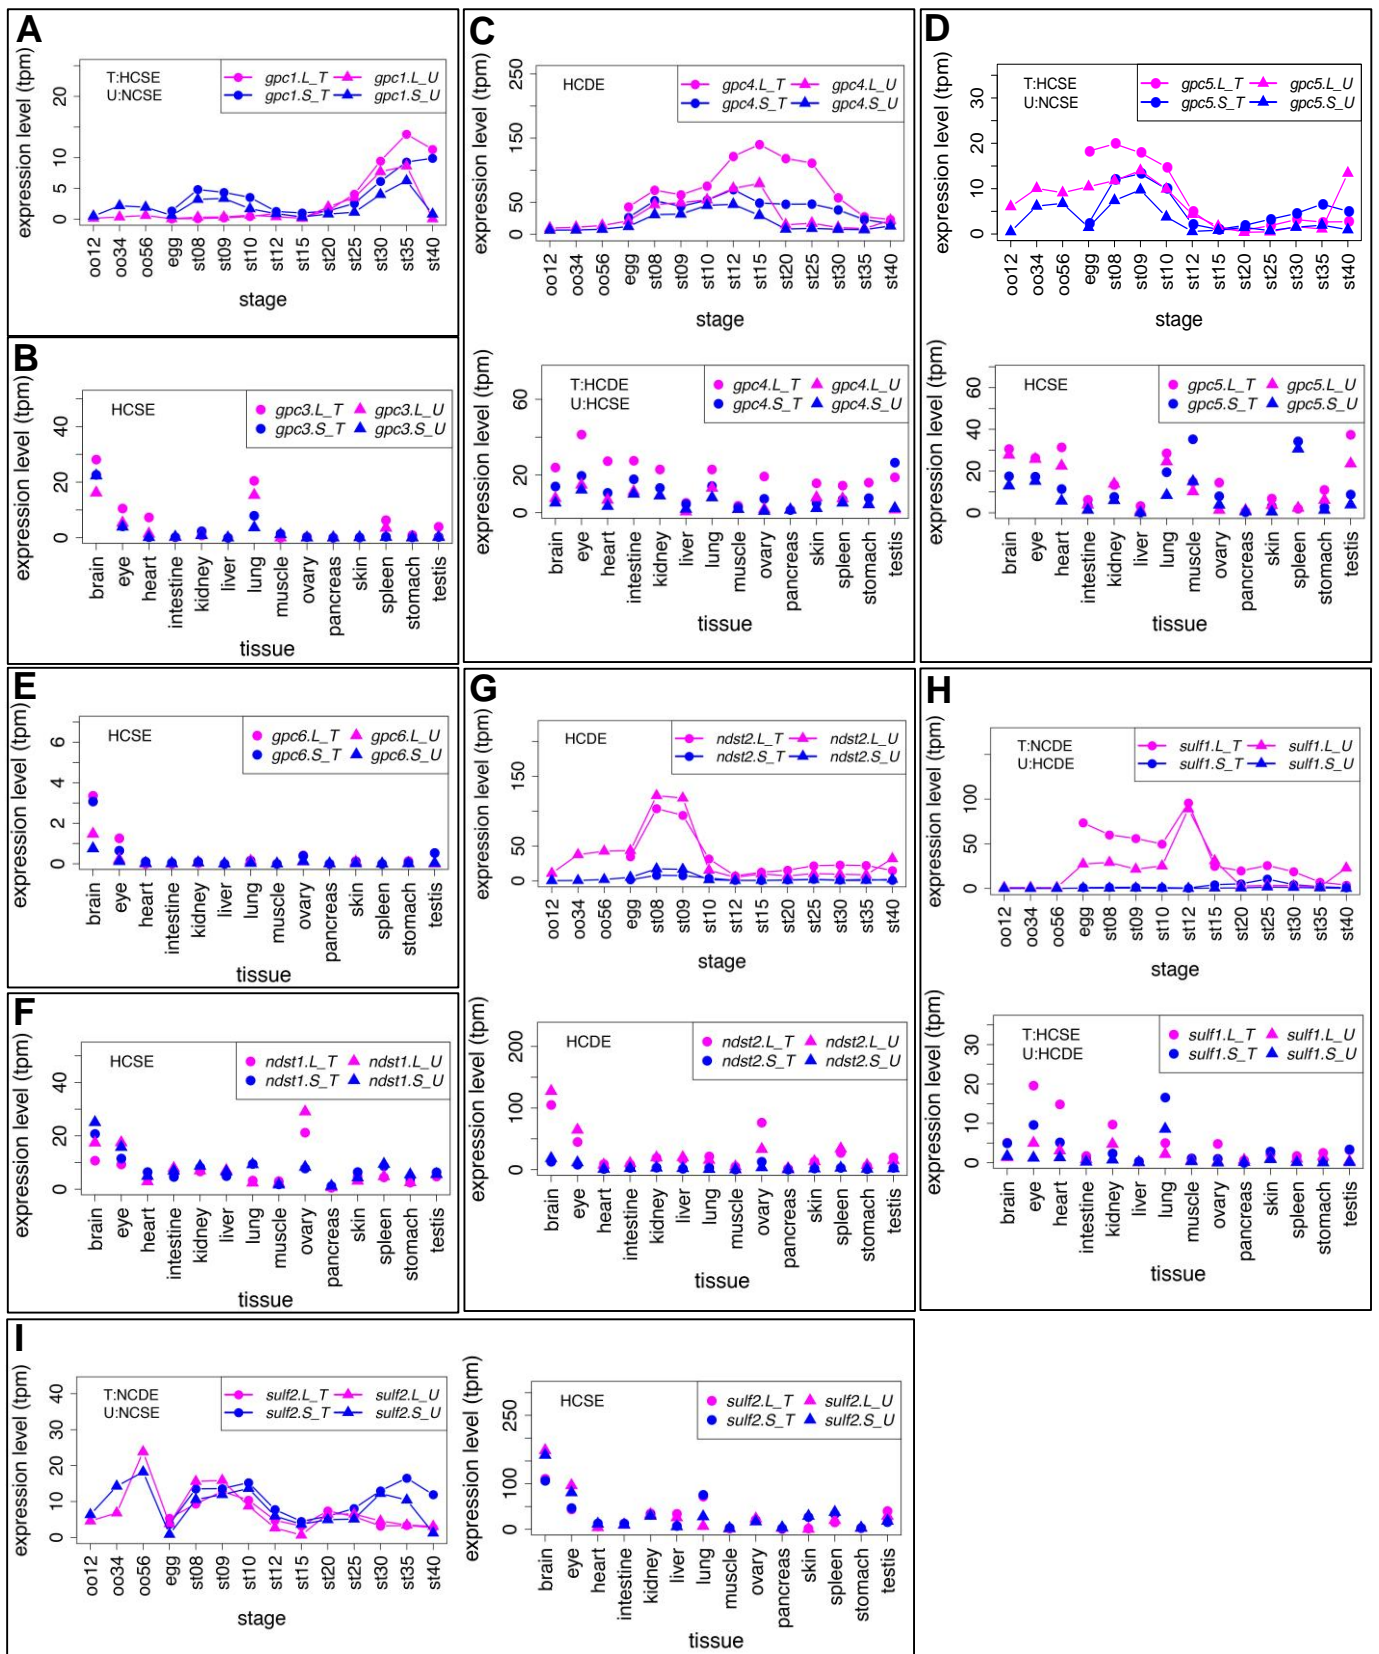 A
expression level (tpm)
20
10
5
0
T:HCSE
U:NCSE
gpc1.L_T gpc1.L_U
gpc1.S_T gpc1.S_U
oo12 oo34 oo56 egg st08 st09 st10 st12 st15 st20 st25 st30 st35 st40
stage
B
expression level (tpm)
40
20
0
HCSE
gpc3.L_T gpc3.L_U
gpc3.S_T gpc3.S_U
brain eye heart intestine kidney liver lung muscle ovary pancreas skin spleen stomach testis
tissue
C
expression level (tpm)
250
150
50
0
HCDE
gpc4.L_T gpc4.L_U
gpc4.S_T gpc4.S_U
oo12 oo34 oo56 egg st08 st09 st10 st12 st15 st20 st25 st30 st35 st40
stage
expression level (tpm)
60
20
0
T:HCDE
U:HCSE
gpc4.L_T gpc4.L_U
gpc4.S_T gpc4.S_U
brain eye heart intestine kidney liver lung muscle ovary pancreas skin spleen stomach testis
tissue
D
expression level (tpm)
30
20
10
0
T:HCSE
U:NCSE
gpc5.L_T gpc5.L_U
gpc5.S_T gpc5.S_U
oo12 oo34 oo56 egg st08 st09 st10 st12 st15 st20 st25 st30 st35 st40
stage
expression level (tpm)
60
40
20
0
HCSE
gpc5.L_T gpc5.L_U
gpc5.S_T gpc5.S_U
brain eye heart intestine kidney liver lung muscle ovary pancreas skin spleen stomach testis
tissue
E
expression level (tpm)
6
4
2
0
HCSE
gpc6.L_T gpc6.L_U
gpc6.S_T gpc6.S_U
brain eye heart intestine kidney liver lung muscle ovary pancreas skin spleen stomach testis
tissue
F
expression level (tpm)
40
20
0
HCSE
ndst1.L_T ndst1.L_U
ndst1.S_T ndst1.S_U
brain eye heart intestine kidney liver lung muscle ovary pancreas skin spleen stomach testis
tissue
G
expression level (tpm)
150
50
0
HCDE
ndst2.L_T ndst2.L_U
ndst2.S_T ndst2.S_U
oo12 oo34 oo56 egg st08 st09 st10 st12 st15 st20 st25 st30 st35 st40
stage
expression level (tpm)
200
100
0
HCDE
ndst2.L_T ndst2.L_U
ndst2.S_T ndst2.S_U
brain eye heart intestine kidney liver lung muscle ovary pancreas skin spleen stomach testis
tissue
H
expression level (tpm)
100
50
0
T:NCDE
U:HCDE
sulf1.L_T sulf1.L_U
sulf1.S_T sulf1.S_U
oo12 oo34 oo56 egg st08 st09 st10 st12 st15 st20 st25 st30 st35 st40
stage
expression level (tpm)
30
20
10
0
T:HCSE
U:HCDE
sulf1.L_T sulf1.L_U
sulf1.S_T sulf1.S_U
brain eye heart intestine kidney liver lung muscle ovary pancreas skin spleen stomach testis
tissue
I
expression level (tpm)
40
30
20
10
0
T:NCDE
U:NCSE
sulf2.L_T sulf2.L_U
sulf2.S_T sulf2.S_U
oo12 oo34 oo56 egg st08 st09 st10 st12 st15 st20 st25 st30 st35 st40
stage
expression level (tpm)
250
100
0
HCSE
sulf2.L_T sulf2.L_U
sulf2.S_T sulf2.S_U
brain eye heart intestine kidney liver lung muscle ovary pancreas skin spleen stomach testis
tissue